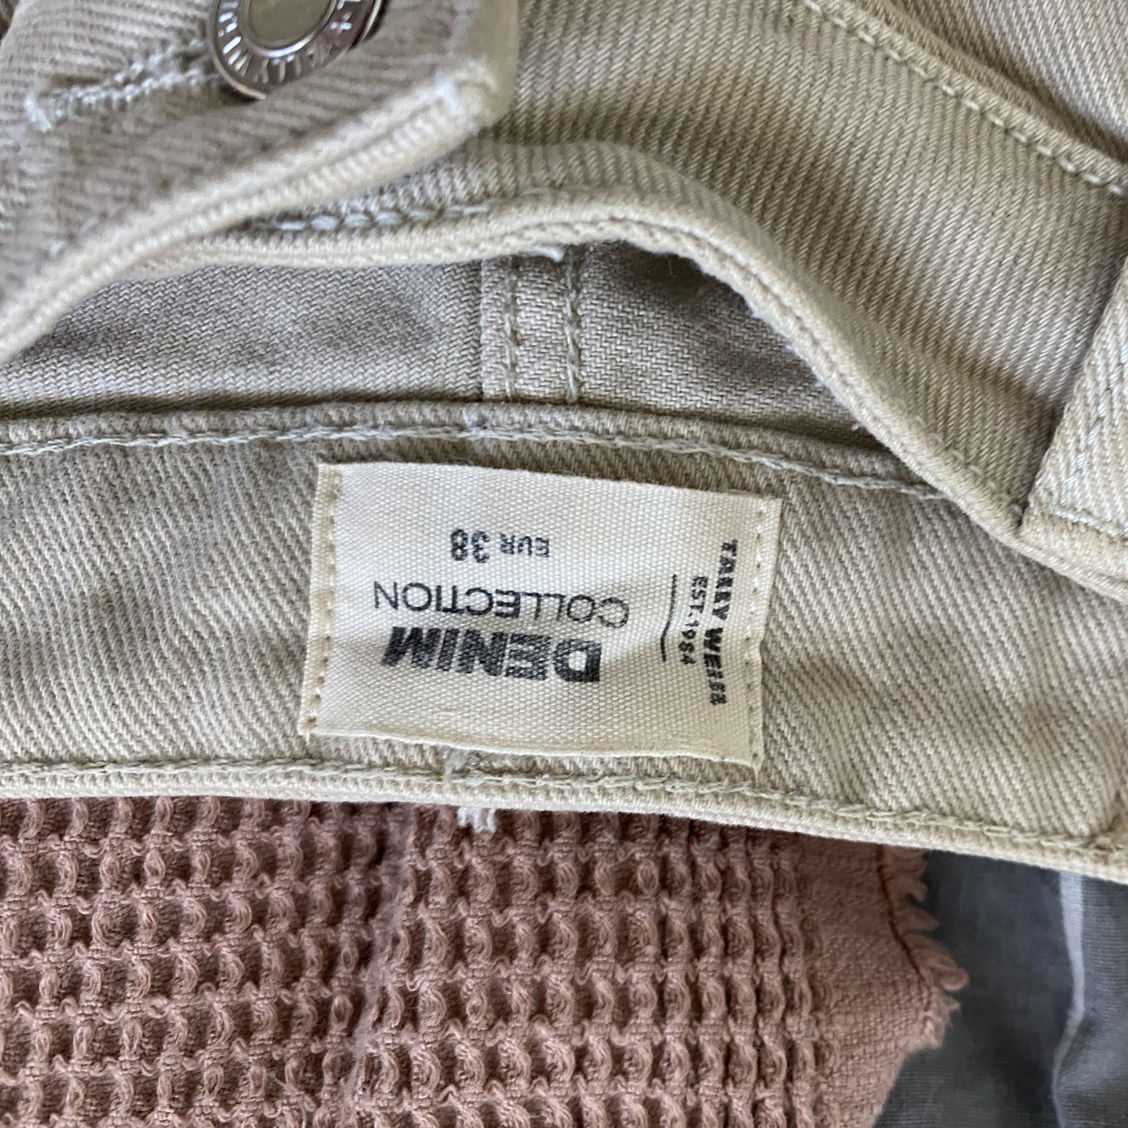 TALLY WEIJL
EST. 1984
DENIM
COLLECTION
EUR 38